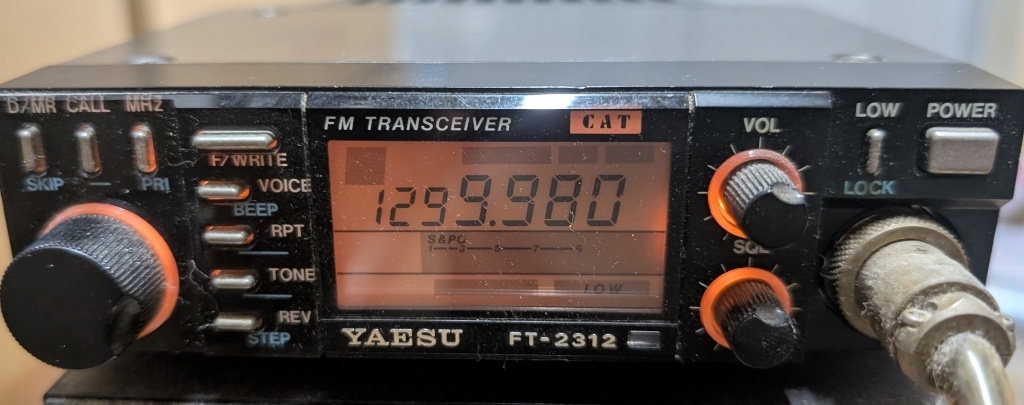 D/MR CALL MHz
SKIP — PRI
F/WRITE
VOICE
BEEP
RPT
TONE
REV
STEP
FM TRANSCEIVER CAT
1299.980
S&PO
1 3 5 7 9
LOW
YAESU FT-2312
VOL
SQL
LOW
LOCK
POWER